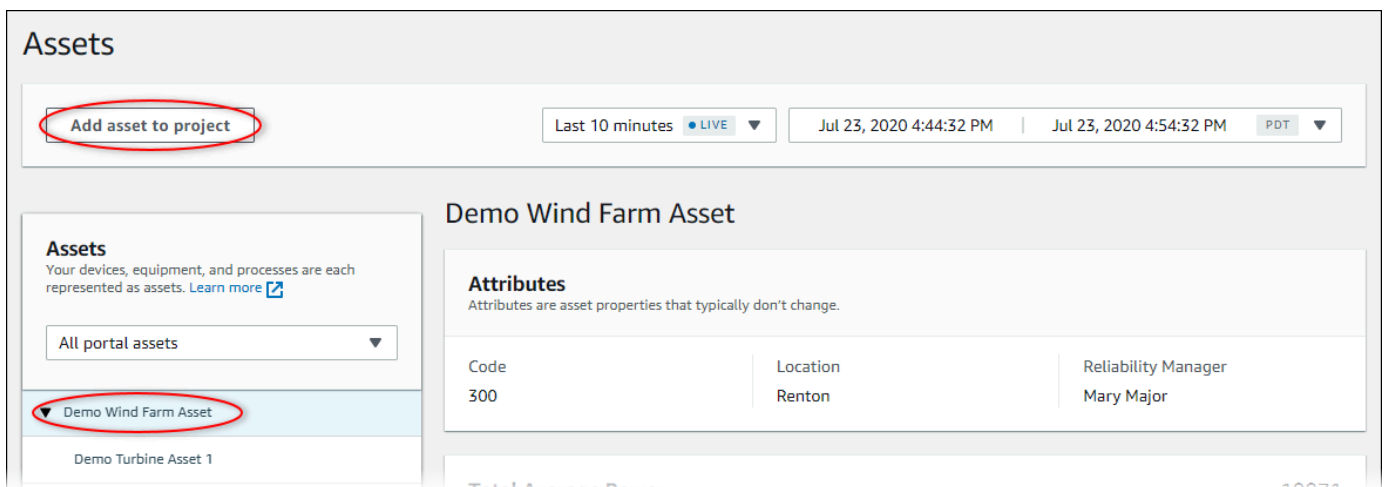 Assets
Add asset to project
Last 10 minutes LIVE
Jul 23, 2020 4:44:32 PM | Jul 23, 2020 4:54:32 PM PDT
Assets
Your devices, equipment, and processes are each
represented as assets. Learn more
All portal assets
Demo Wind Farm Asset
Demo Turbine Asset 1
Demo Wind Farm Asset
Attributes
Attributes are asset properties that typically don't change.
Code
300
Location
Renton
Reliability Manager
Mary Major